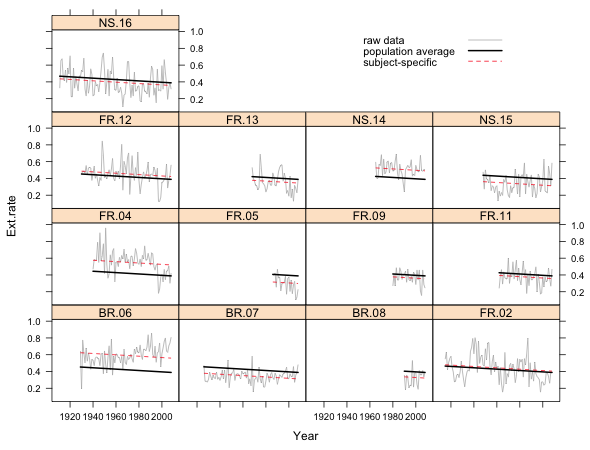 NS.16
1.0
0.8
0.6
0.4
0.2
raw data
population average
subject-specific
FR.12 FR.13 NS.14 NS.15
1.0
0.8
0.6
0.4
0.2
Ext.rate
FR.04 FR.05 FR.09 FR.11
1.0
0.8
0.6
0.4
0.2
BR.06 BR.07 BR.08 FR.02
1.0
0.8
0.6
0.4
0.2
1920 1940 1960 1980 2000 1920 1940 1960 1980 2000
Year